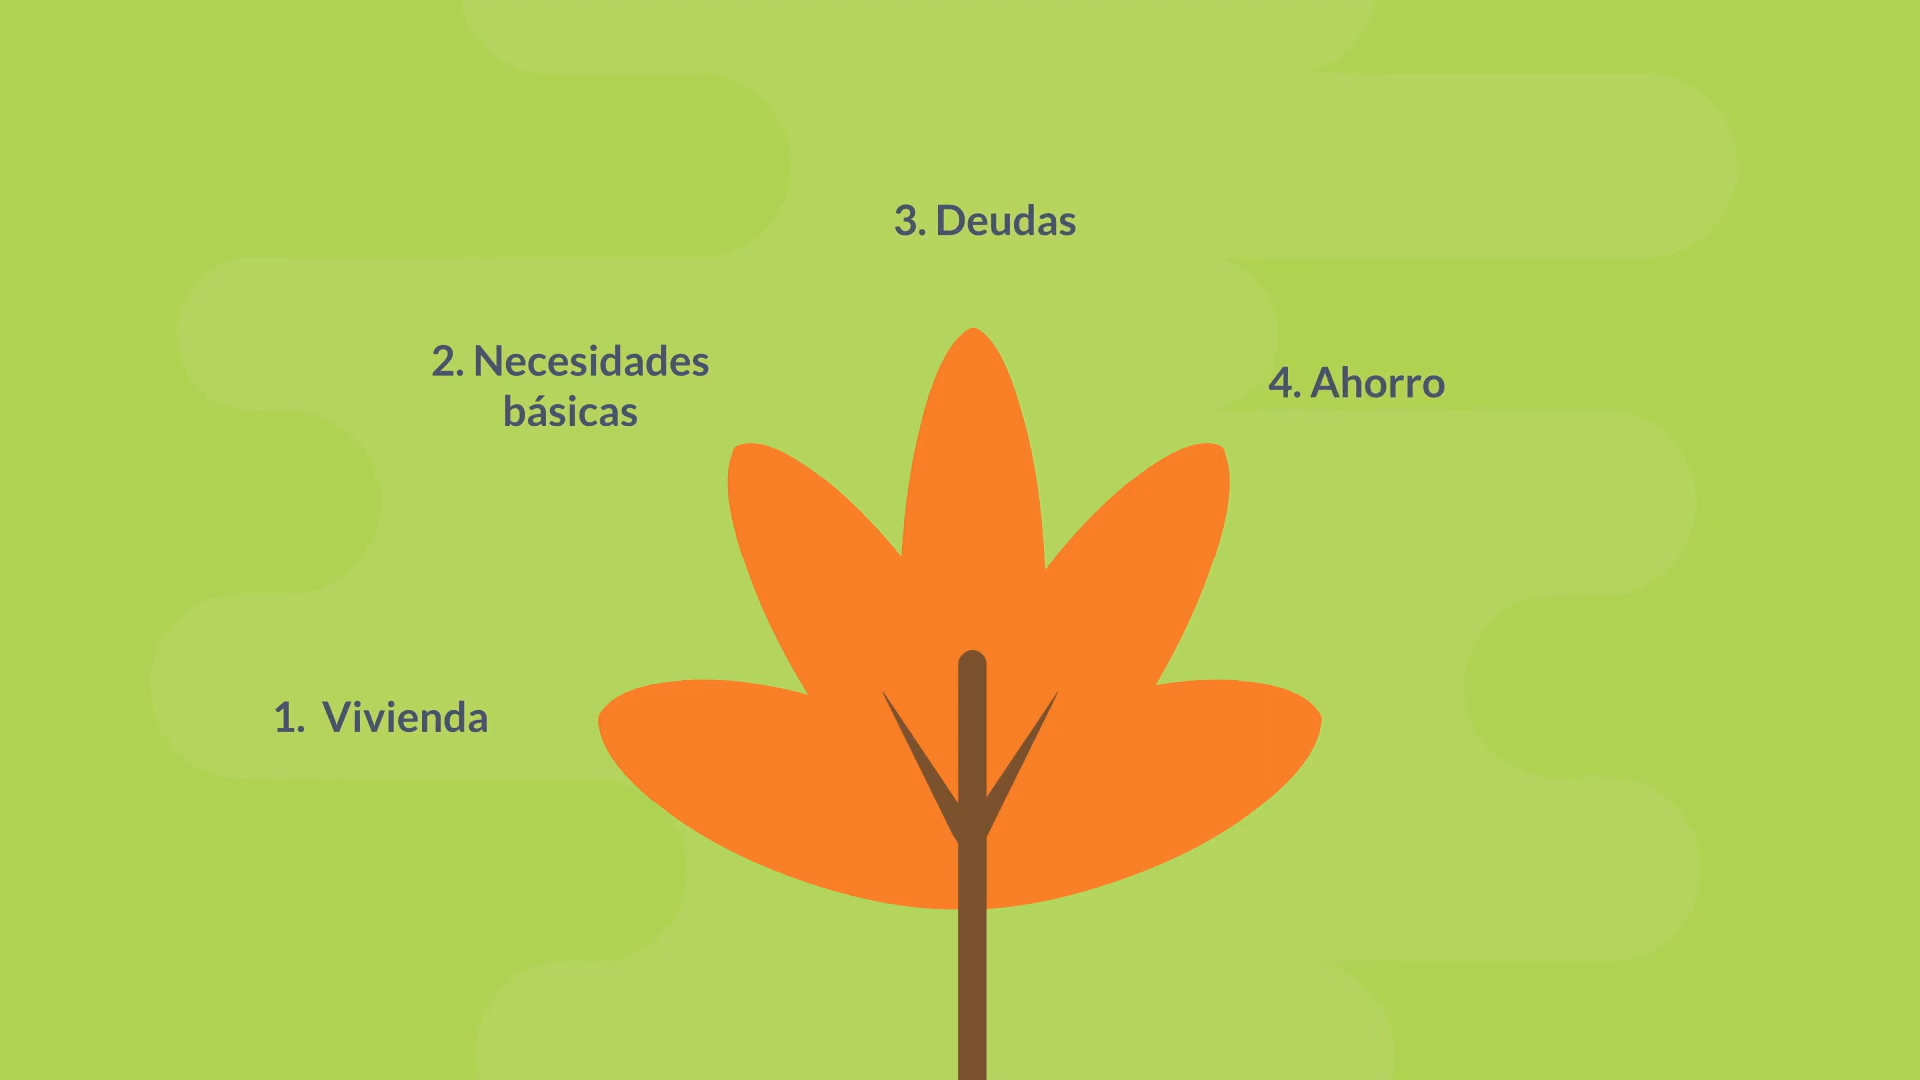 1. Vivienda
2. Necesidades
básicas
3. Deudas
4. Ahorro